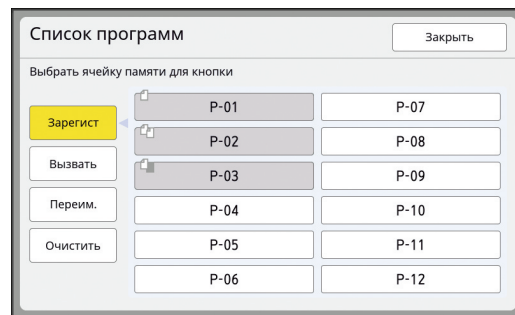 Список программ
Закрыть
Выбрать ячейку памяти для кнопки
Зарегист
Вызвать
Переим.
Очистить
P-01
P-02
P-03
P-04
P-05
P-06
P-07
P-08
P-09
P-10
P-11
P-12